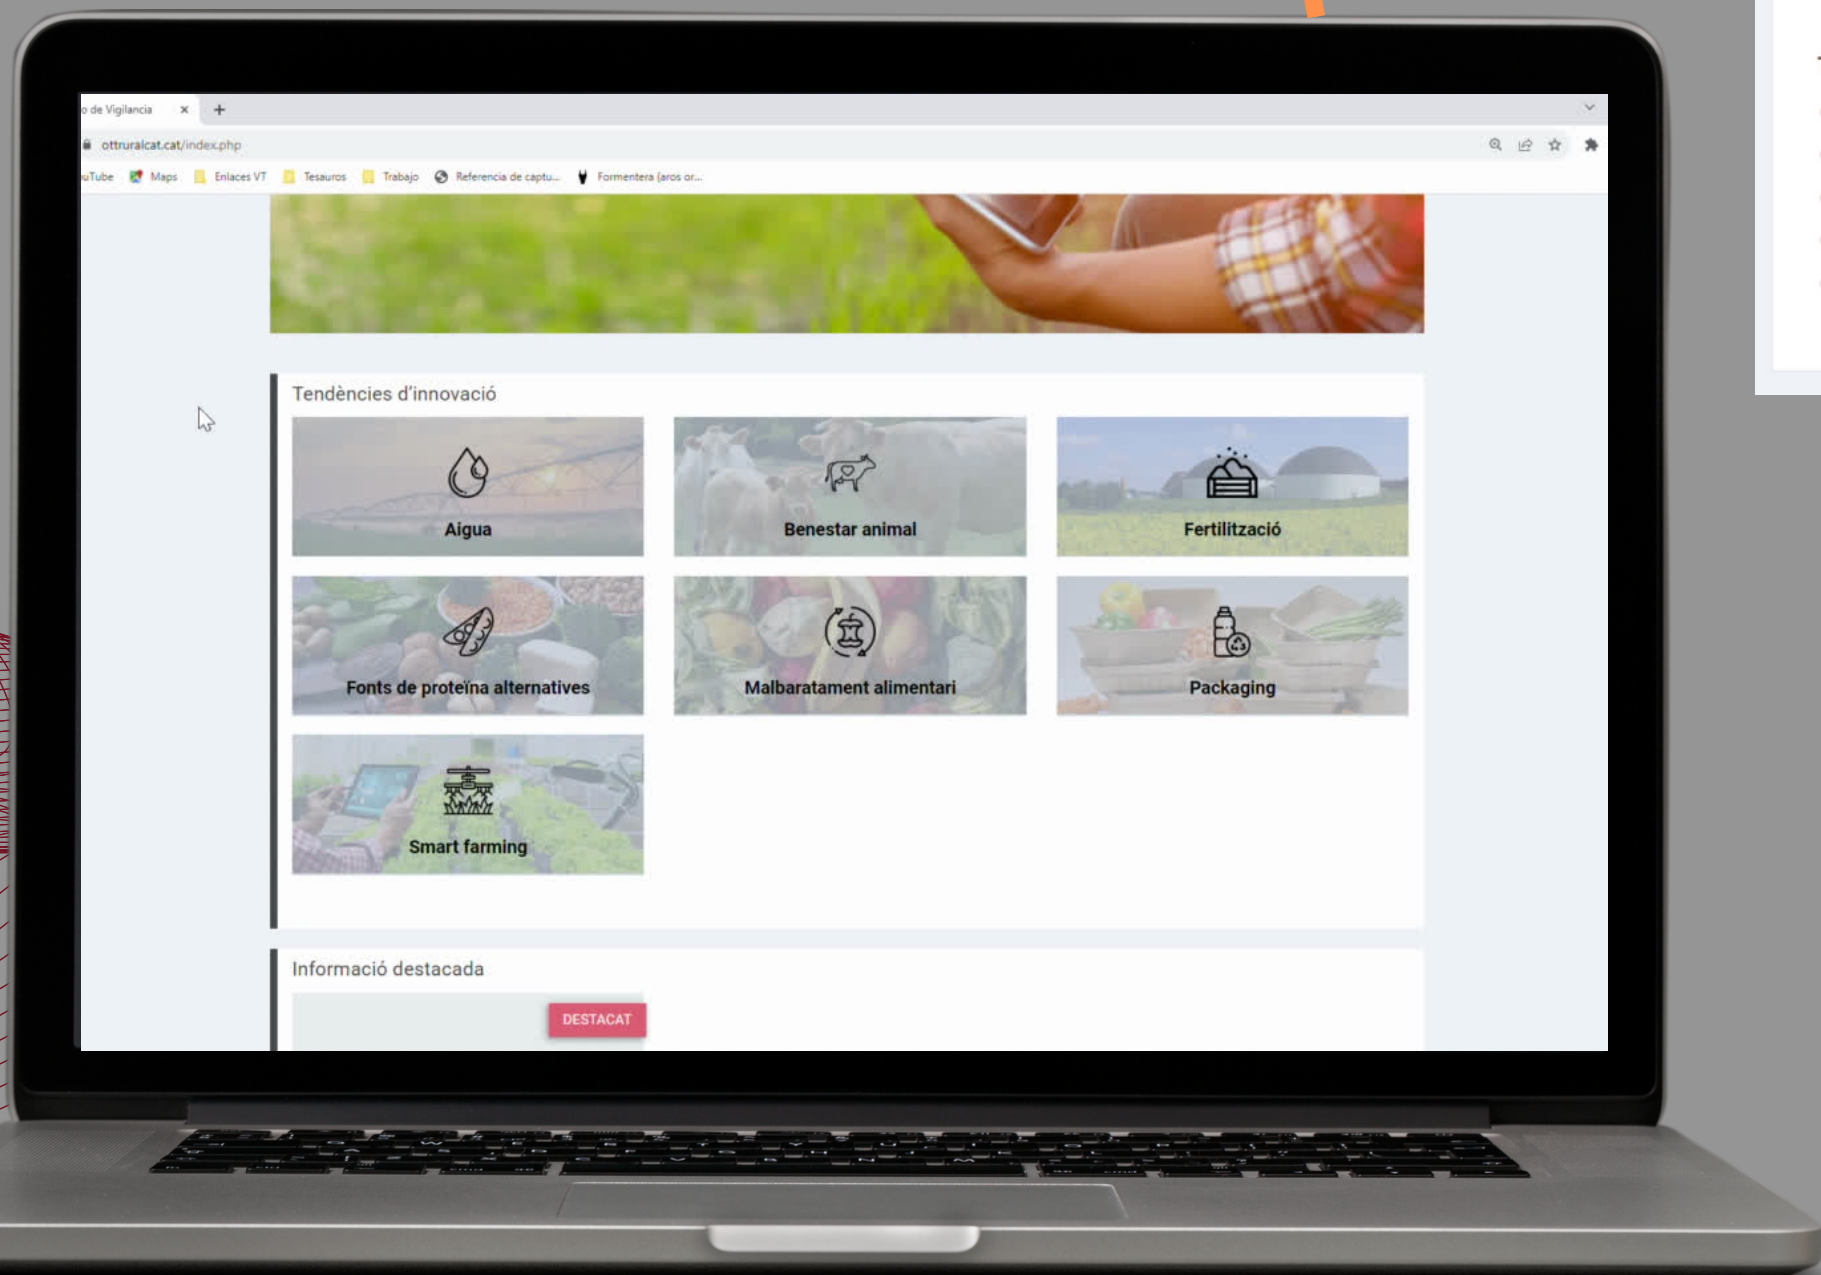 o de Vigilancia
ottruralcat.cat/index.php
uTube Maps Enlaces VT Tesauros Trabajo Referencia de captu... Formentera (aros or...
Tendències d'innovació
Aigua
Benestar animal
Fertilització
Fonts de proteïna alternatives
Malbaratament alimentari
Packaging
Smart farming
Informació destacada
DESTACAT